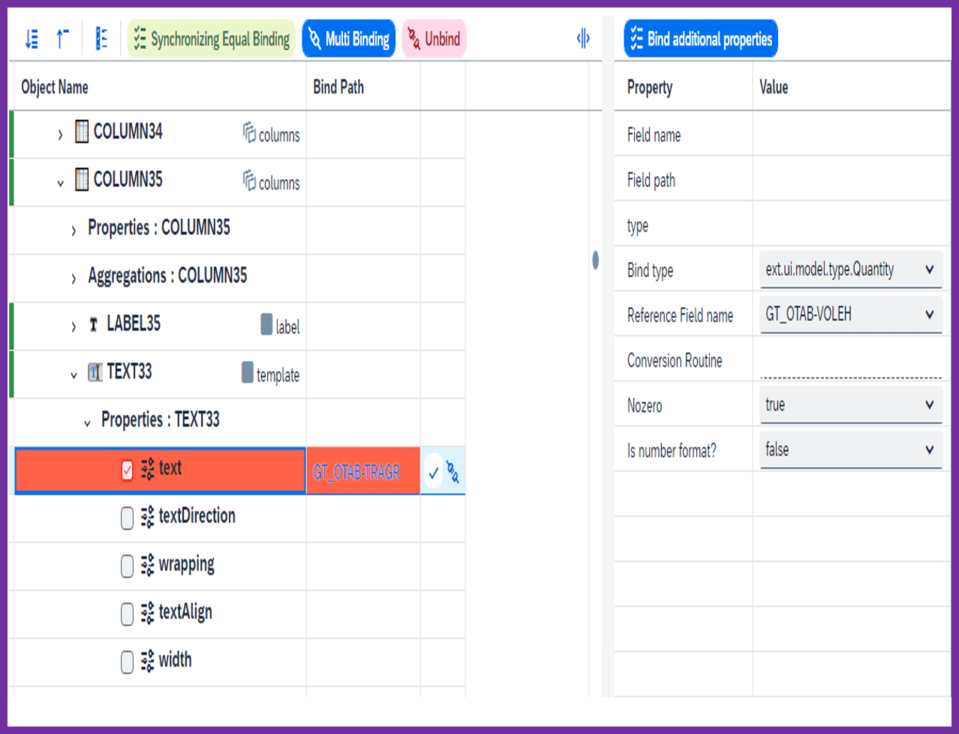 Synchronizing Equal Binding Multi Binding Unbind Bind additional properties
Object Name Bind Path
COLUMN34 columns
COLUMN35 columns
Properties : COLUMN35
Aggregations : COLUMN35
LABEL35 label
TEXT33 template
Properties : TEXT33
text GT_OTAB-TRAGR
textDirection
wrapping
textAlign
width
Property Value
Field name
Field path
type
Bind type ext.ui.model.type.Quantity
Reference Field name GT_OTAB-VOLEH
Conversion Routine
Nozero true
Is number format? false